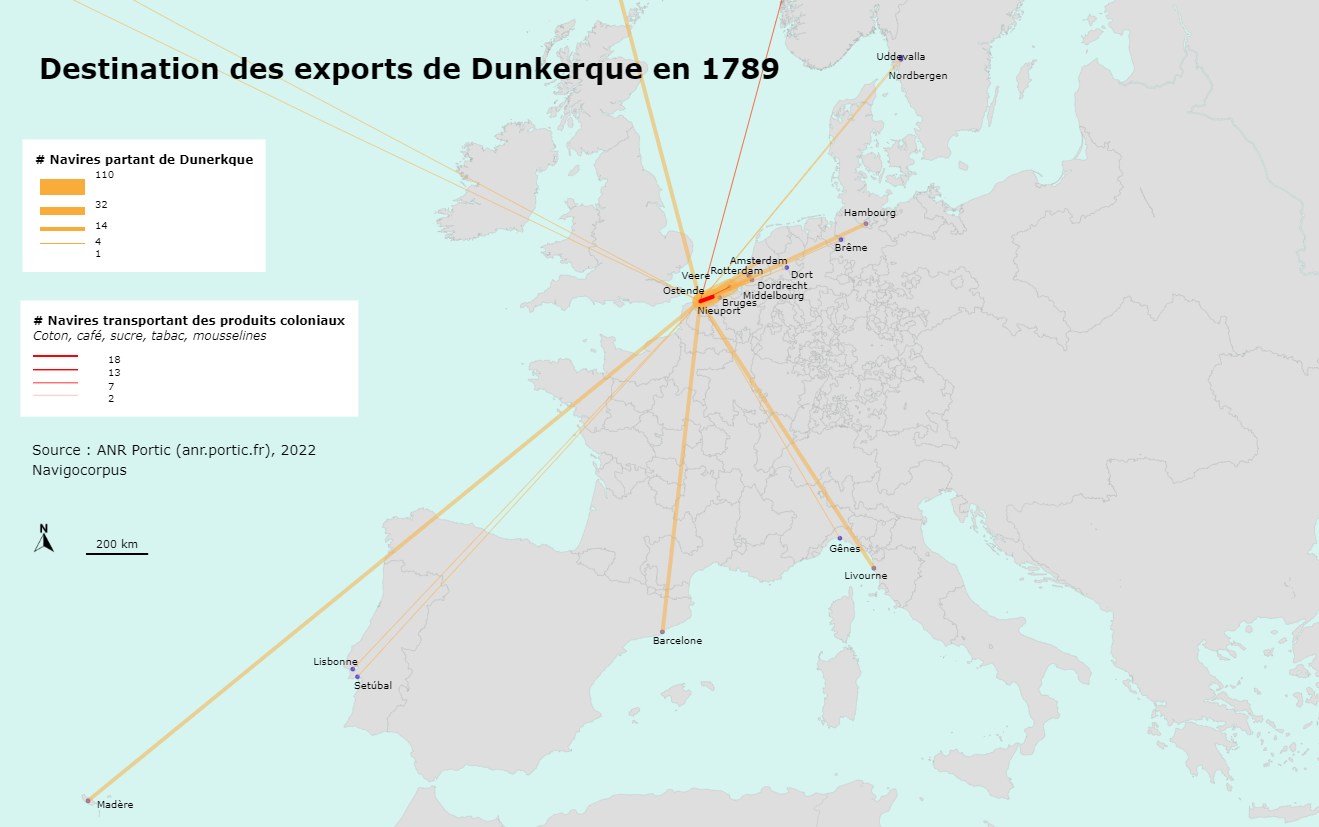 Destination des exports de Dunkerque en 1789
# Navires partant de Dunerkque
110
32
14
4
1
# Navires transportant des produits coloniaux
Coton, café, sucre, tabac, mousselines
18
13
7
2
Source : ANR Portic (anr.portic.fr), 2022
Navigocorpus
N
200 km
Uddevalla
Nordbergen
Hambourg
Brême
Amsterdam
Rotterdam
Veere
Dort
Dordrecht
Ostende
Middelbourg
Bruges
Nieuport
Gênes
Livourne
Barcelone
Lisbonne
Setúbal
Madère